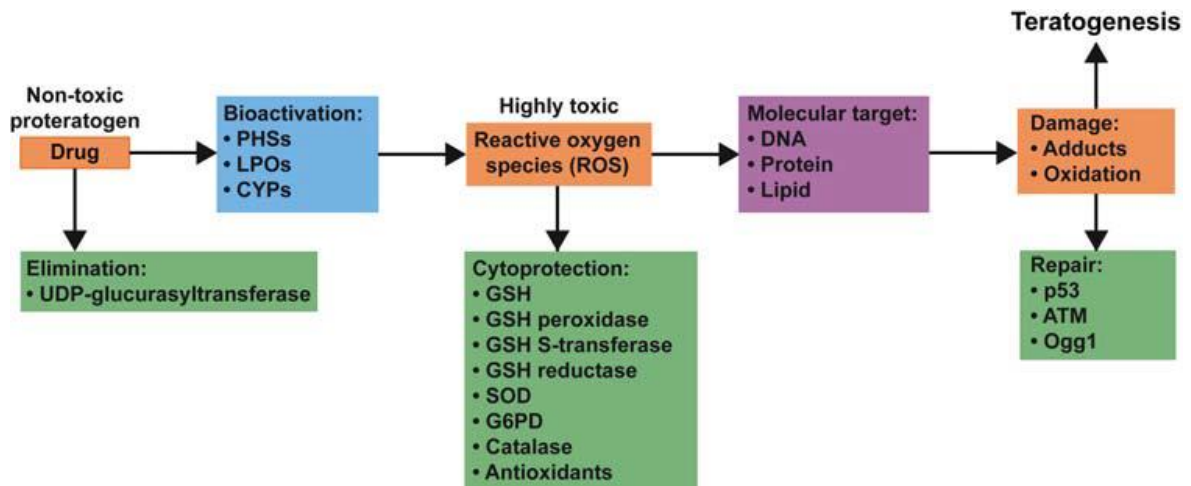 Teratogenesis
Non-toxic
proteratogen
Drug
Bioactivation:
• PHSs
• LPOs
• CYPs
Highly toxic
Reactive oxygen
species (ROS)
Molecular target:
• DNA
• Protein
• Lipid
Damage:
• Adducts
• Oxidation
Elimination:
• UDP-glucurasyltransferase
Cytoprotection:
• GSH
• GSH peroxidase
• GSH S-transferase
• GSH reductase
• SOD
• G6PD
• Catalase
• Antioxidants
Repair:
• p53
• ATM
• Ogg1